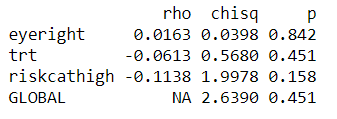 rho chisq p
eyeright 0.0163 0.0398 0.842
trt -0.0613 0.5680 0.451
riskcathigh -0.1138 1.9978 0.158
GLOBAL NA 2.6390 0.451